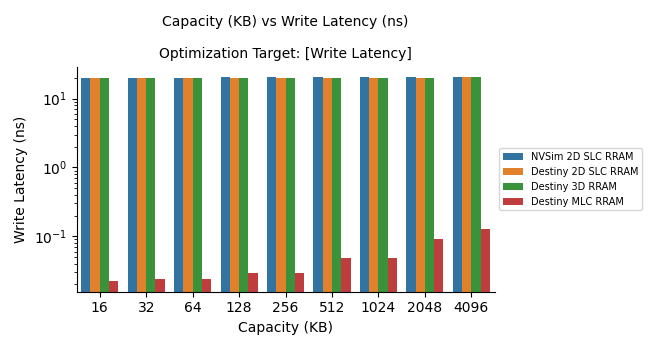 Capacity (KB) vs Write Latency (ns)
Optimization Target: [Write Latency]
Write Latency (ns)
10¹
10⁰
10⁻¹
NVSim 2D SLC RRAM
Destiny 2D SLC RRAM
Destiny 3D RRAM
Destiny MLC RRAM
16 32 64 128 256 512 1024 2048 4096
Capacity (KB)